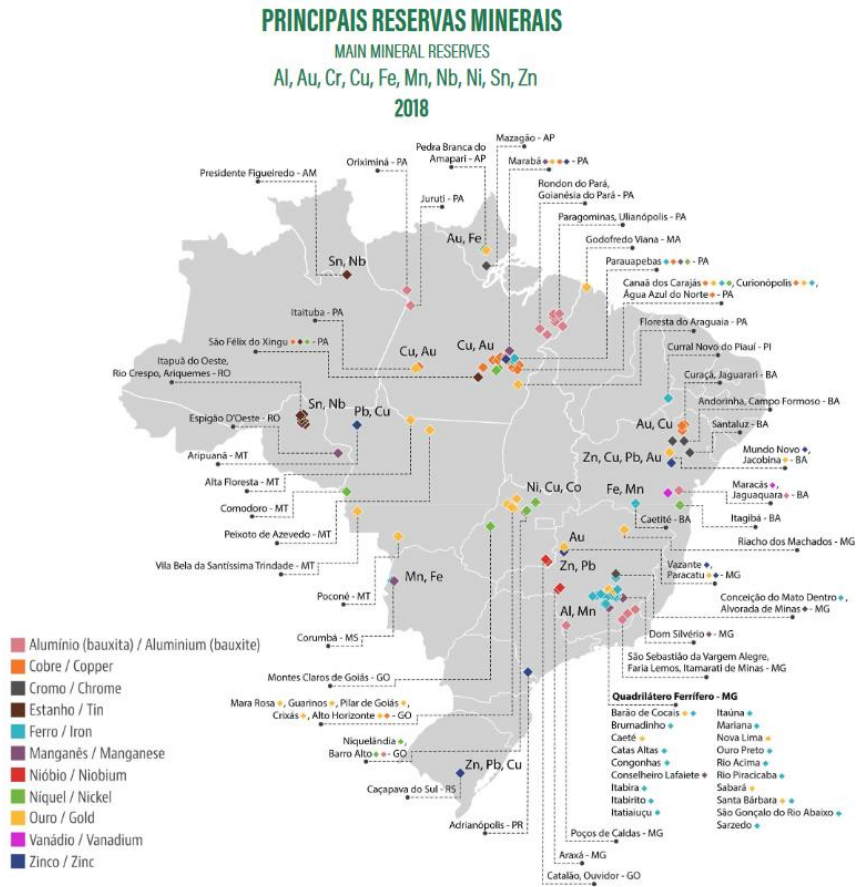 PRINCIPAIS RESERVAS MINERAIS
MAIN MINERAL RESERVES
Al, Au, Cr, Cu, Fe, Mn, Nb, Ni, Sn, Zn
2018
Mazagão - AP
Pedra Branca do
Amapari - AP
Marabá - PA
Oriximiná - PA
Presidente Figueiredo - AM
Rondon do Pará,
Goianésia do Pará - PA
Juruti - PA
Paragominas, Ulianópolis - PA
Au, Fe
Godofredo Viana - MA
Sn, Nb
Parauapebas - PA
Canaã dos Carajás, Curionópolis,
Água Azul do Norte - PA
Itaituba - PA
Floresta do Araguaia - PA
São Félix do Xingu - PA
Cu, Au
Cu, Au
Curral Novo do Piauí - PI
Itapuã do Oeste,
Rio Crespo, Ariquemes - RO
Curaçá, Jaguarari - BA
Andorinha, Campo Formoso - BA
Sn, Nb
Pb, Cu
Espigão D'Oeste - RO
Au, Cu
Santaluz - BA
Aripuanã - MT
Zn, Cu, Pb, Au
Mundo Novo,
Jacobina - BA
Alta Floresta - MT
Ni, Cu, Co
Fe, Mn
Maracás,
Jaguaquara - BA
Comodoro - MT
Caetité - BA
Itagibá - BA
Peixoto de Azevedo - MT
Au
Riacho dos Machados - MG
Vila Bela da Santíssima Trindade - MT
Zn, Pb
Vazante,
Paracatu - MG
Mn, Fe
Poconé - MT
Conceição do Mato Dentro,
Alvorada de Minas - MG
Al, Mn
Corumbá - MS
Dom Silvério - MG
Alumínio (bauxita) / Aluminium (bauxite)
São Sebastião da Vargem Alegre,
Faria Lemos, Itamarati de Minas - MG
Cobre / Copper
Montes Claros de Goiás - GO
Cromo / Chrome
Quadrilátero Ferrífero - MG
Estanho / Tin
Mara Rosa, Guarinos, Pilar de Goiás,
Crixás, Alto Horizonte - GO
Barão de Cocais Itaúna
Ferro / Iron
Brumadinho Mariana
Niquelândia,
Barro Alto - GO
Caeté Nova Lima
Manganês / Manganese
Catas Altas Ouro Preto
Nióbio / Niobium
Congonhas Rio Acima
Zn, Pb, Cu
Conselheiro Lafaiete Rio Piracicaba
Níquel / Nickel
Itabira Sabará
Caçapava do Sul - RS
Itabirito Santa Bárbara
Ouro / Gold
Itatiaiuçu São Gonçalo do Rio Abaixo
Sarzedo
Vanádio / Vanadium
Adrianópolis - PR
Poços de Caldas - MG
Zinco / Zinc
Araxá - MG
Catalão, Ouvidor - GO